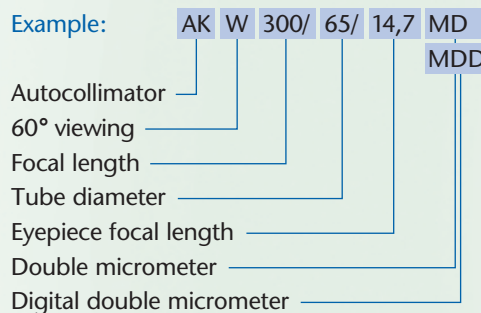 Example: AK W 300/ 65/ 14,7 MD
MDD
Autocollimator
60° viewing
Focal length
Tube diameter
Eyepiece focal length
Double micrometer
Digital double micrometer